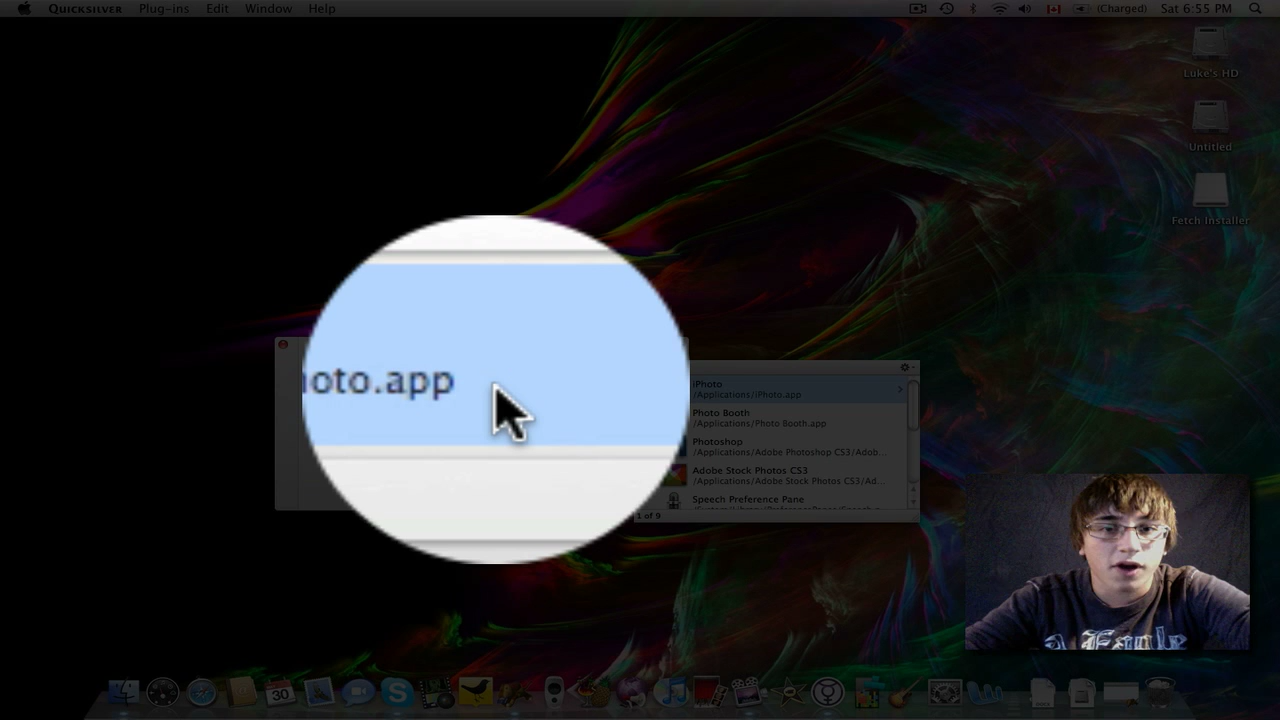 QUICKSILVER Plug-ins Edit Window Help (Charged) Sat 6:55 PM
Luke's HD
Untitled
Fetch Installer
oto.app
iPhoto
/Applications/iPhoto.app
Photo Booth
/Applications/Photo Booth.app
Photoshop
/Applications/Adobe Photoshop CS3/Adob...
Adobe Stock Photos CS3
/Applications/Adobe Stock Photos CS3/Ad...
Speech Preference Pane
1 of 9
30